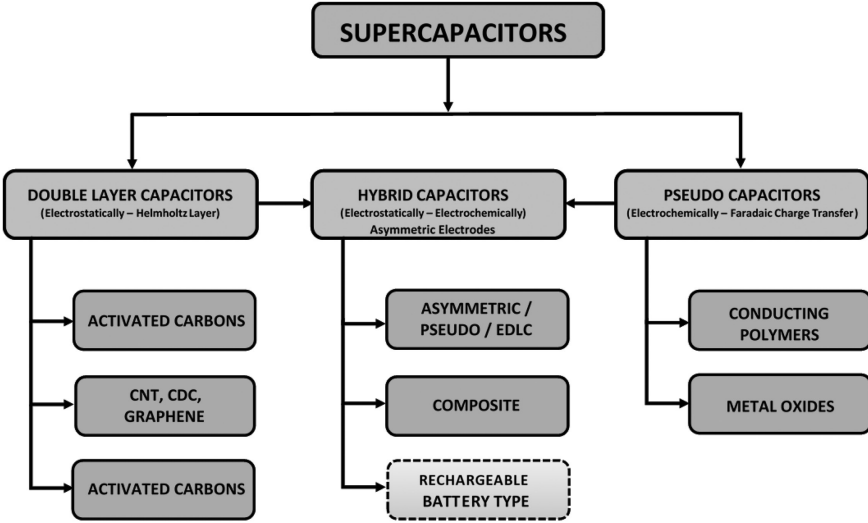 SUPERCAPACITORS
DOUBLE LAYER CAPACITORS
(Electrostatically – Helmholtz Layer)
HYBRID CAPACITORS
(Electrostatically – Electrochemically)
Asymmetric Electrodes
PSEUDO CAPACITORS
(Electrochemically – Faradaic Charge Transfer)
ACTIVATED CARBONS
CNT, CDC,
GRAPHENE
ACTIVATED CARBONS
ASYMMETRIC /
PSEUDO / EDLC
COMPOSITE
RECHARGEABLE
BATTERY TYPE
CONDUCTING
POLYMERS
METAL OXIDES